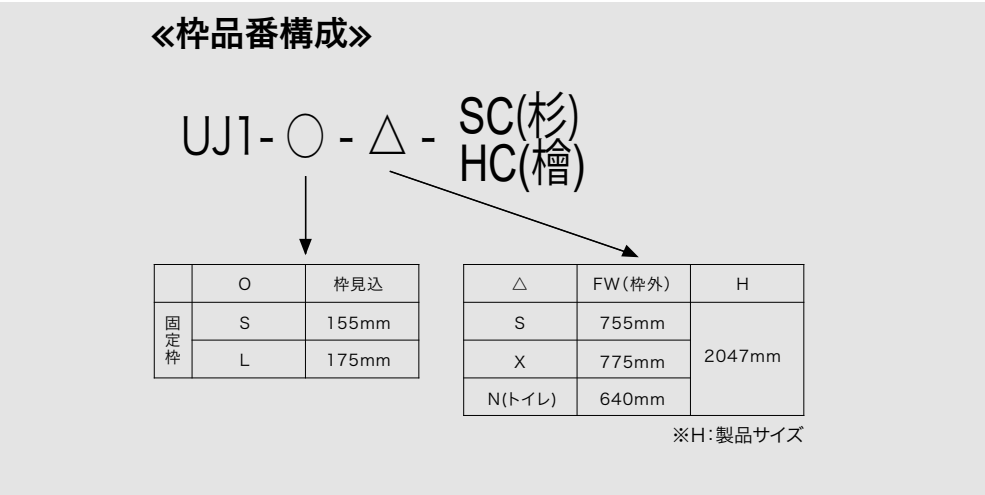 ≪枠品番構成≫
UJ1-○-△-SC(杉)
HC(檜)
O 枠見込
固定枠
S 155mm
L 175mm
△ FW(枠外) H
S 755mm
X 775mm
N(トイレ) 640mm
2047mm
※H:製品サイズ